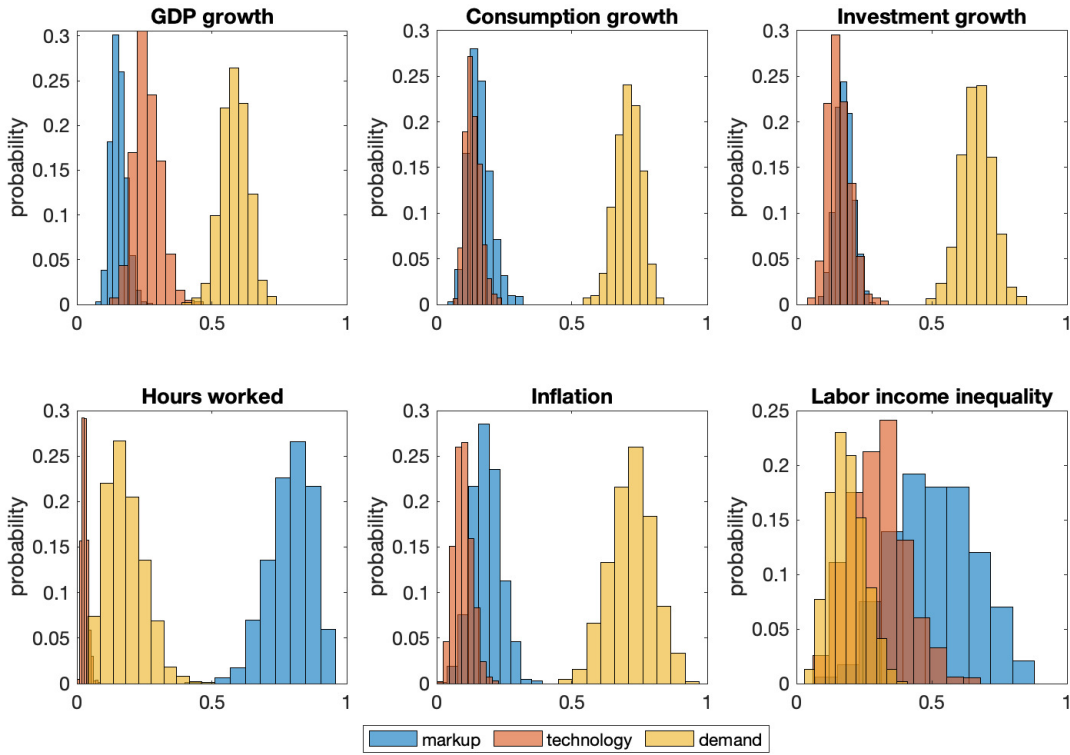 GDP growth
Consumption growth
Investment growth
probability
0.3
0.25
0.2
0.15
0.1
0.05
0
0 0.5 1
probability
0.3
0.25
0.2
0.15
0.1
0.05
0
0 0.5 1
probability
0.3
0.25
0.2
0.15
0.1
0.05
0
0 0.5 1
Hours worked
Inflation
Labor income inequality
probability
0.3
0.25
0.2
0.15
0.1
0.05
0
0 0.5 1
probability
0.3
0.25
0.2
0.15
0.1
0.05
0
0 0.5 1
probability
0.25
0.2
0.15
0.1
0.05
0
0 0.5 1
markup technology demand